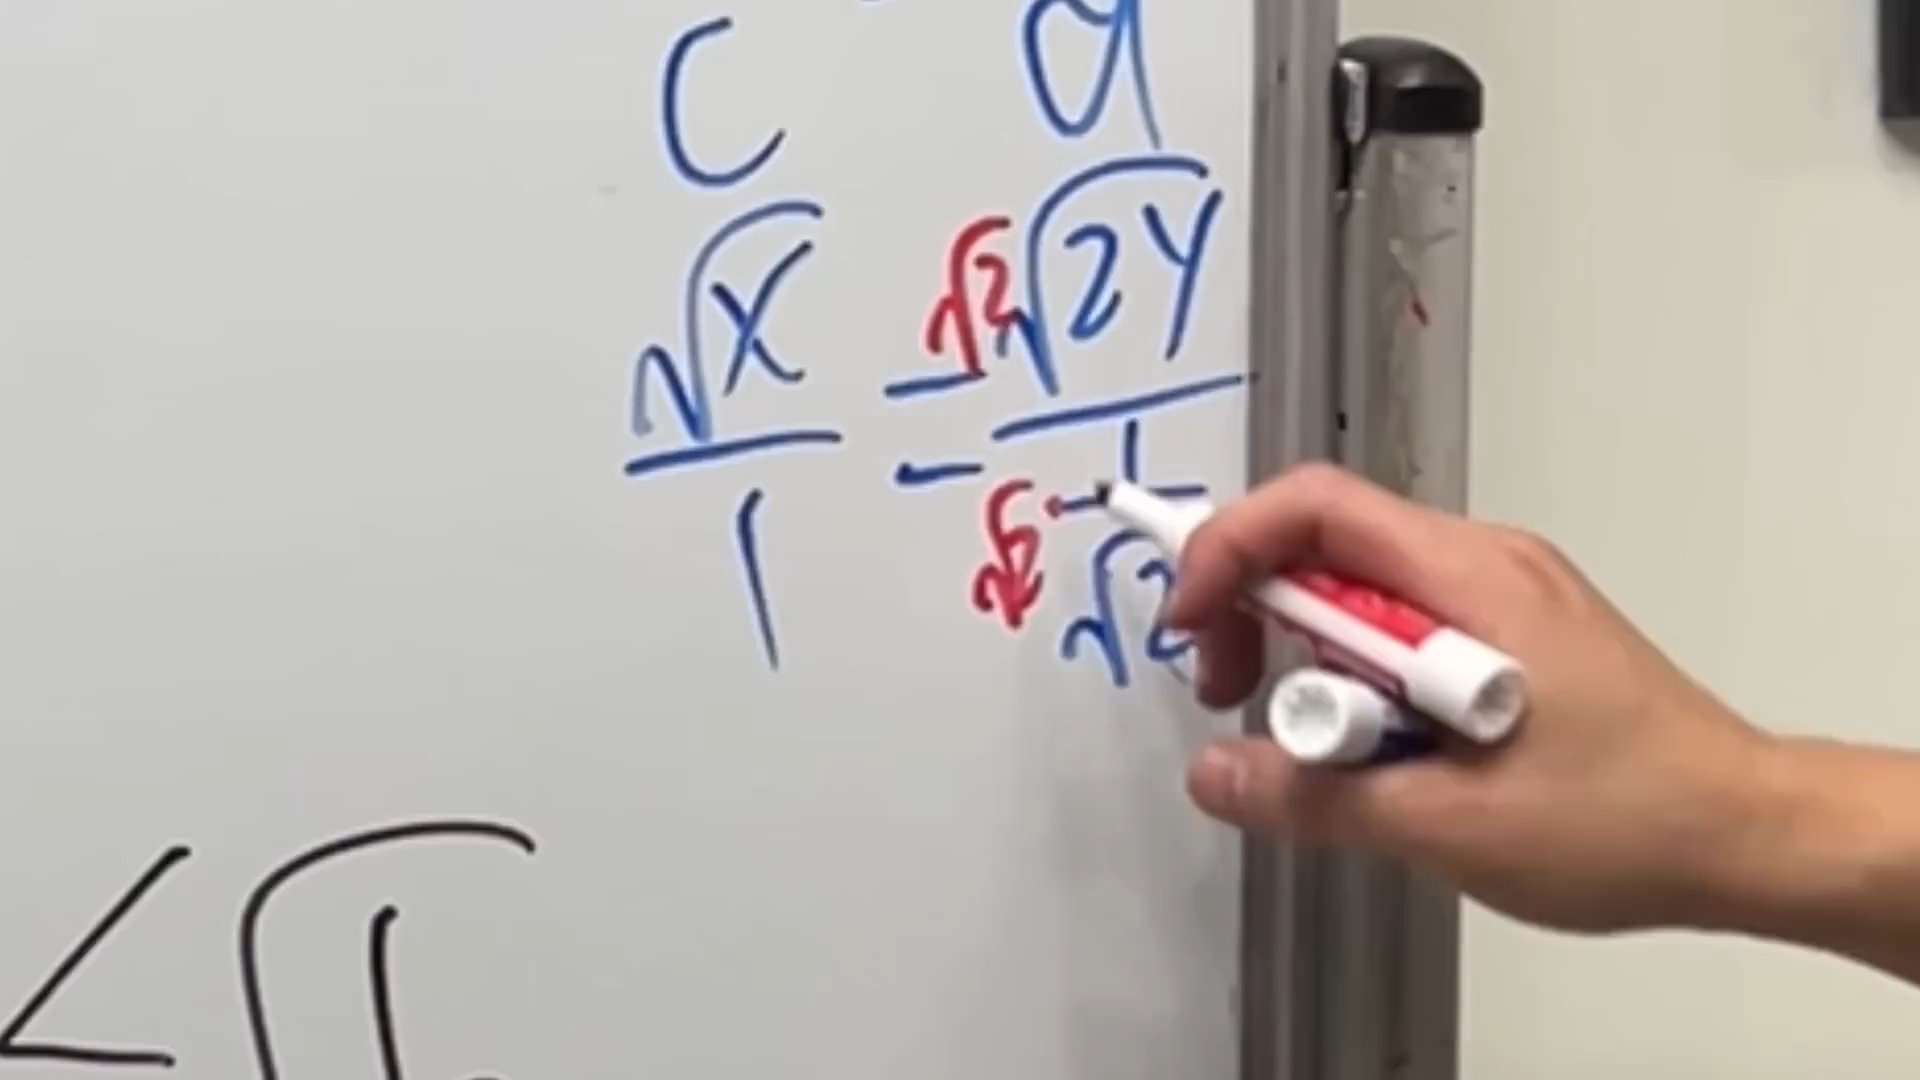 C d
√x = √2 √2y
1 √2 · 1
√2